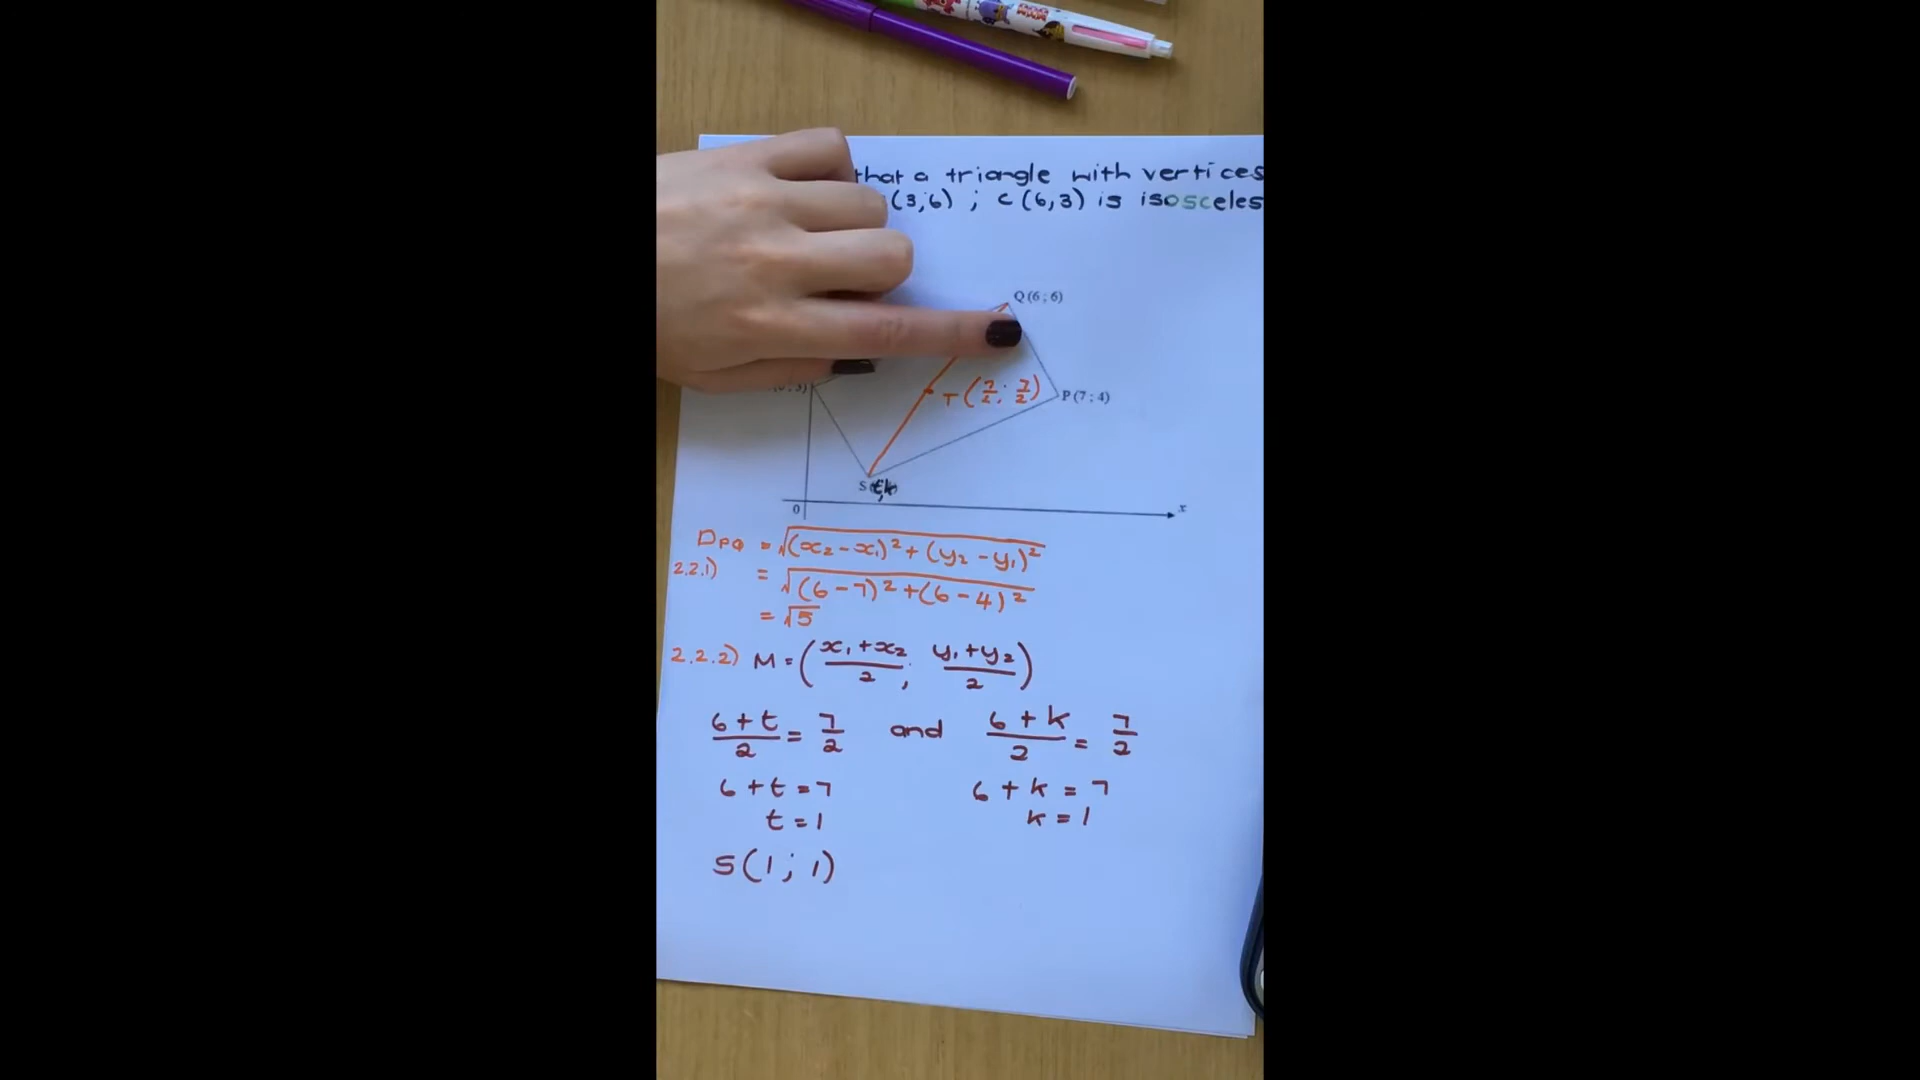 that a triangle with vertices
(3,6) ; C (6,3) is isosceles
Q (6 ; 6)
T (7/2 ; 7/2)
P (7 ; 4)
S t;k
0
x
D_PQ = √(x₂ - x₁)² + (y₂ - y₁)²
2.2.1) = √(6 - 7)² + (6 - 4)²
= √5
2.2.2) M = (x₁ + x₂/2 ; y₁ + y₂/2)
6 + t/2 = 7/2 and 6 + k/2 = 7/2
6 + t = 7 6 + k = 7
t = 1 k = 1
S (1 ; 1)